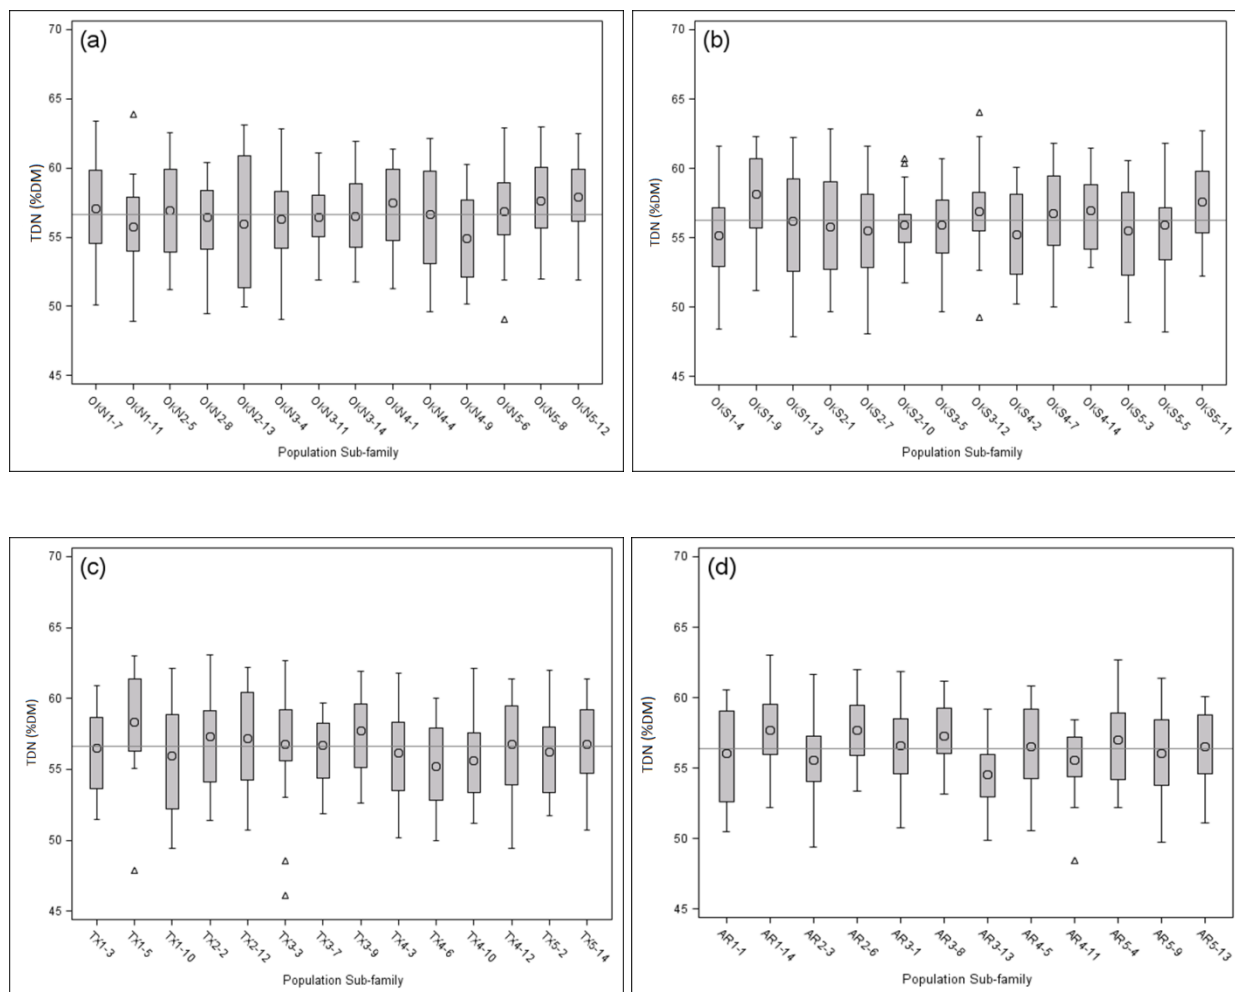 (a)
70
65
60
55
50
45
TDN (%DM)
OKN1-7
OKN1-11
OKN2-5
OKN2-8
OKN2-13
OKN3-4
OKN3-11
OKN3-14
OKN4-1
OKN4-4
OKN4-9
OKN5-6
OKN5-8
OKN5-12
Population Sub-family
(b)
70
65
60
55
50
45
TDN (%DM)
OKS1-4
OKS1-9
OKS1-13
OKS2-1
OKS2-7
OKS2-10
OKS3-5
OKS3-12
OKS4-2
OKS4-7
OKS4-14
OKS5-3
OKS5-5
OKS5-11
Population Sub-family
(c)
70
65
60
55
50
45
TDN (%DM)
TX1-3
TX1-5
TX1-10
TX2-2
TX2-12
TX3-3
TX3-7
TX3-9
TX4-3
TX4-6
TX4-10
TX4-12
TX5-2
TX5-14
Population Sub-family
(d)
70
65
60
55
50
45
TDN (%DM)
AR1-1
AR1-14
AR2-3
AR2-6
AR3-1
AR3-8
AR3-13
AR4-5
AR4-11
AR5-4
AR5-9
AR5-13
Population Sub-family